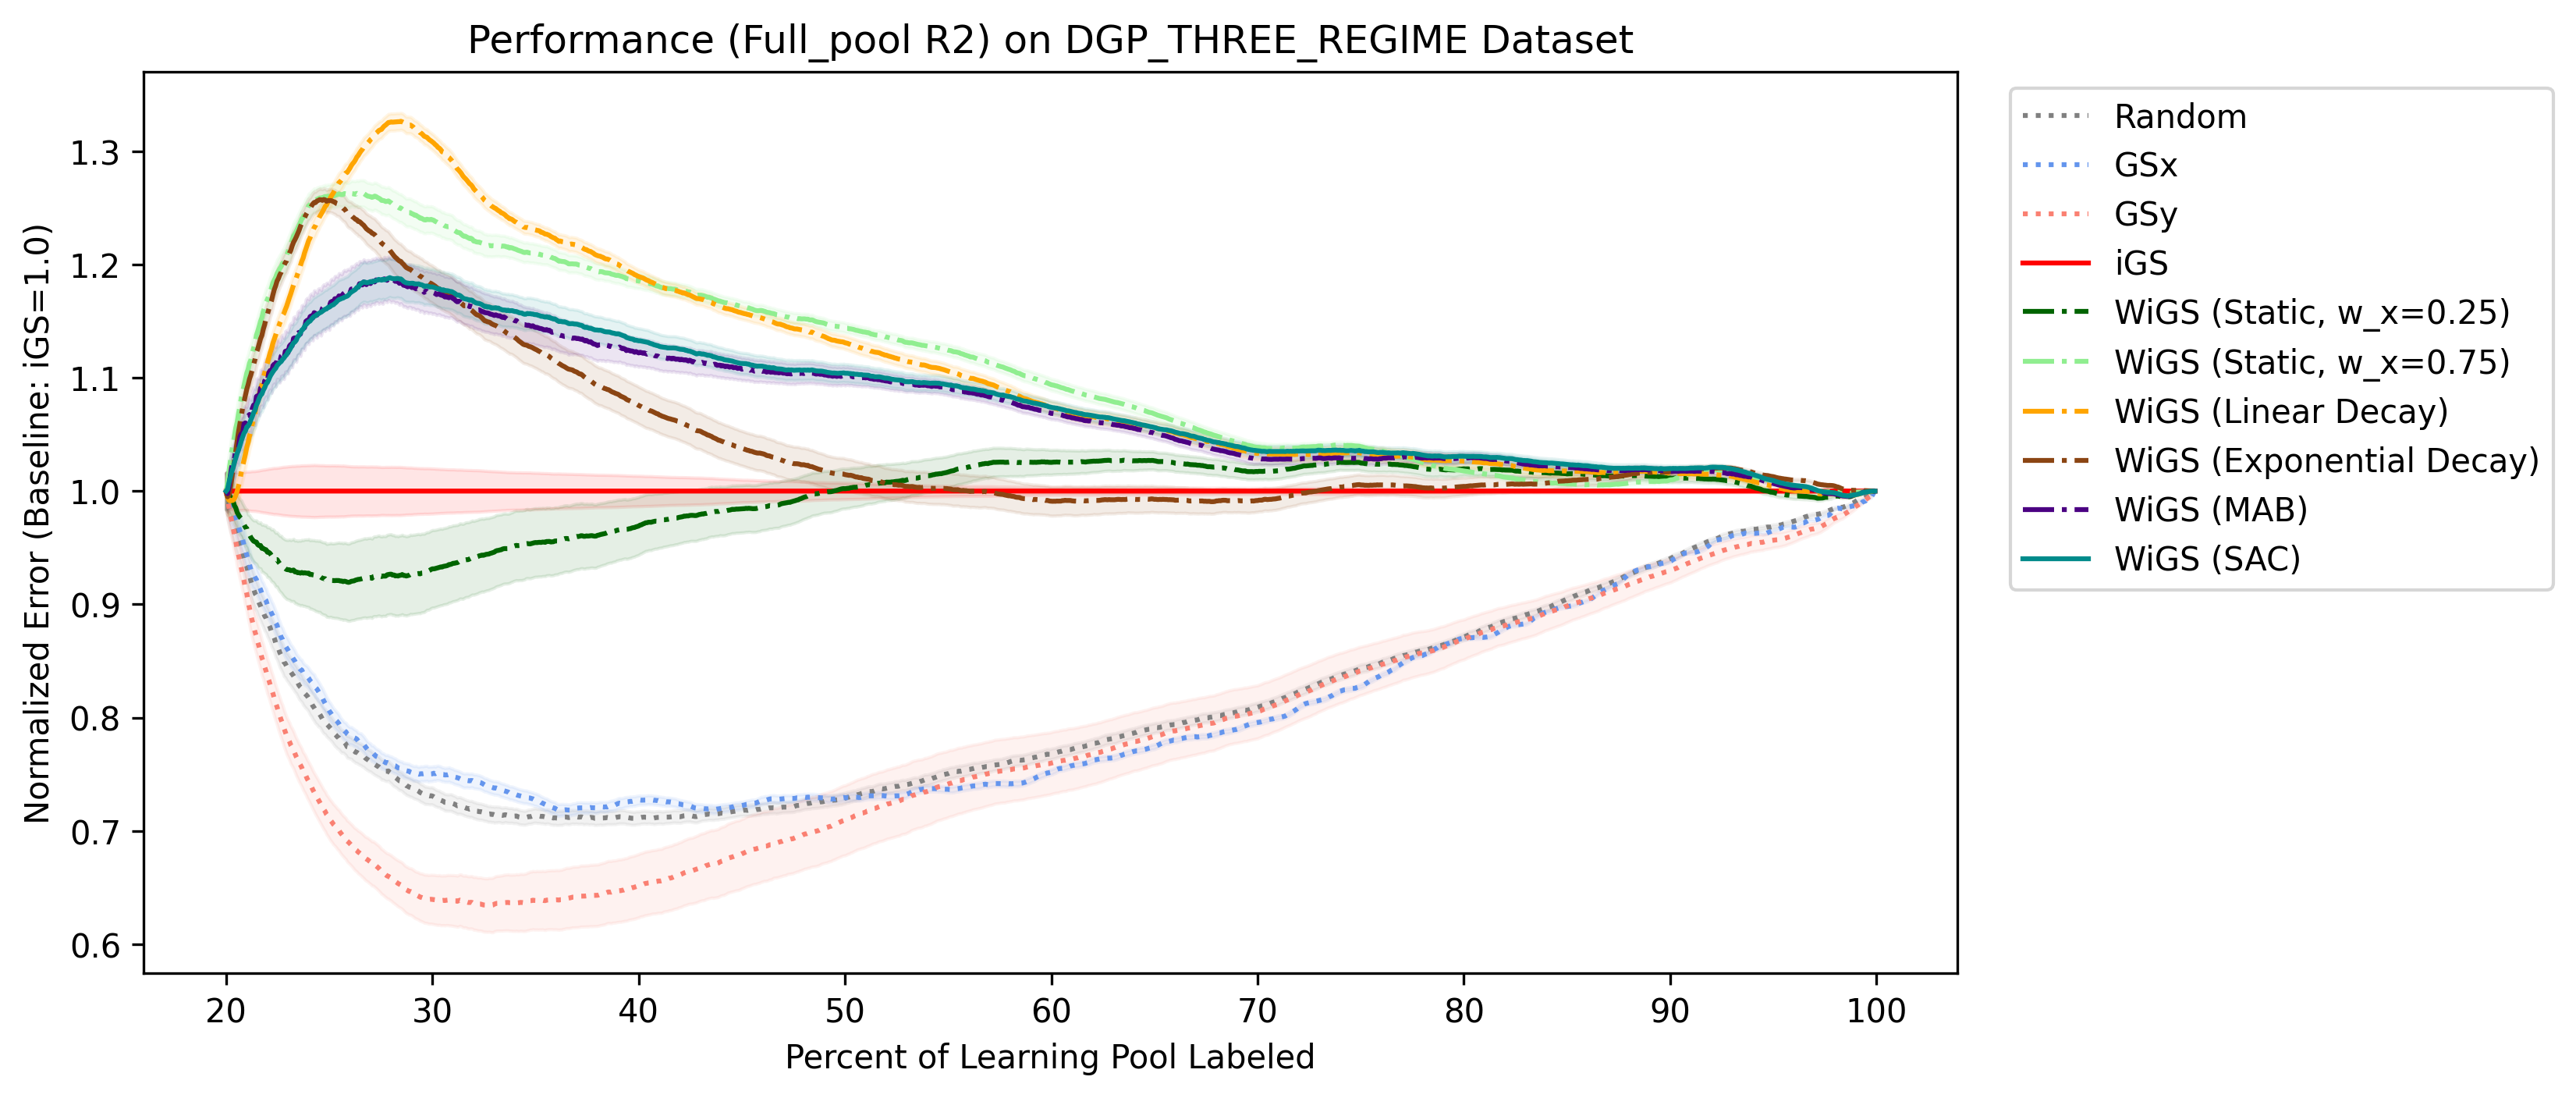 Performance (Full_pool R2) on DGP_THREE_REGIME Dataset
Normalized Error (Baseline: iGS=1.0)
1.3
1.2
1.1
1.0
0.9
0.8
0.7
0.6
20 30 40 50 60 70 80 90 100
Percent of Learning Pool Labeled
Random
GSx
GSy
iGS
WiGS (Static, w_x=0.25)
WiGS (Static, w_x=0.75)
WiGS (Linear Decay)
WiGS (Exponential Decay)
WiGS (MAB)
WiGS (SAC)